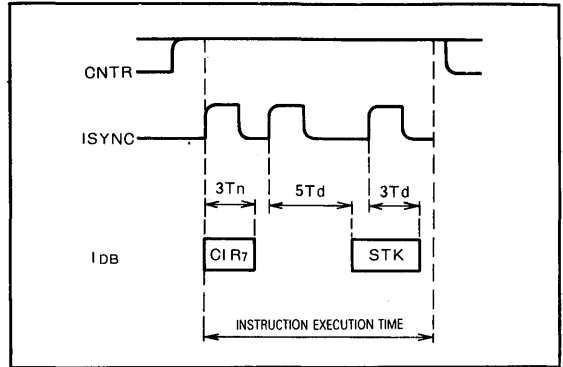 CNTR
ISYNC
3Tn 5Td 3Td
IDB CIR7 STK
INSTRUCTION EXECUTION TIME